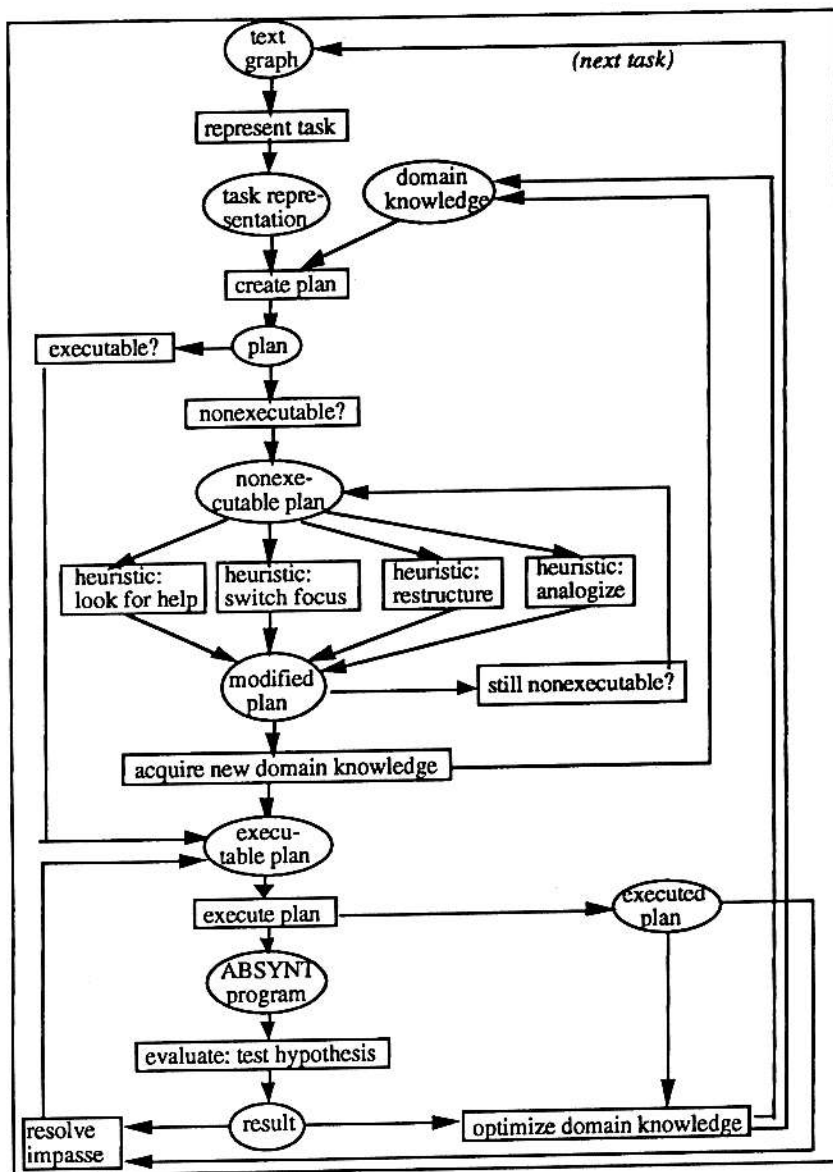 text
graph
(next task)
represent task
domain
knowledge
task repre-
sentation
create plan
executable?
plan
nonexecutable?
nonexe-
cutable plan
heuristic:
look for help
heuristic:
switch focus
heuristic:
restructure
heuristic:
analogize
modified
plan
still nonexecutable?
acquire new domain knowledge
execu-
table plan
executed
plan
execute plan
ABSYNT
program
evaluate: test hypothesis
result
optimize domain knowledge
resolve
impasse